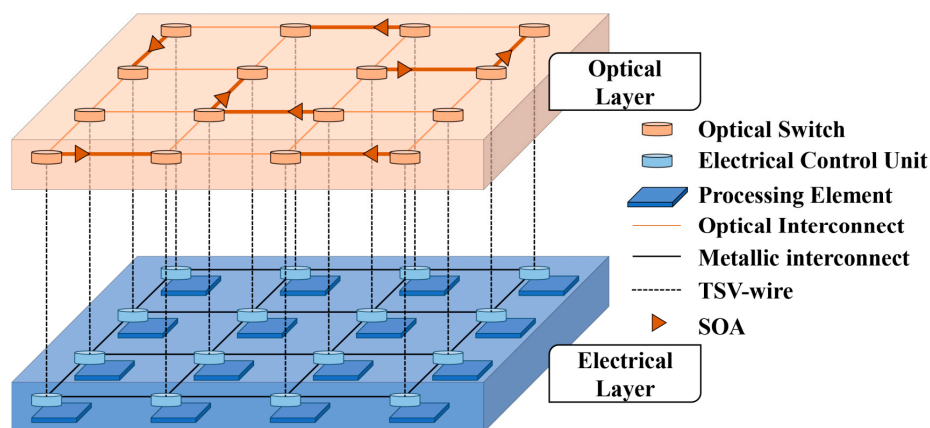 Optical
Layer
Optical Switch
Electrical Control Unit
Processing Element
Optical Interconnect
Metallic interconnect
TSV-wire
SOA
Electrical
Layer